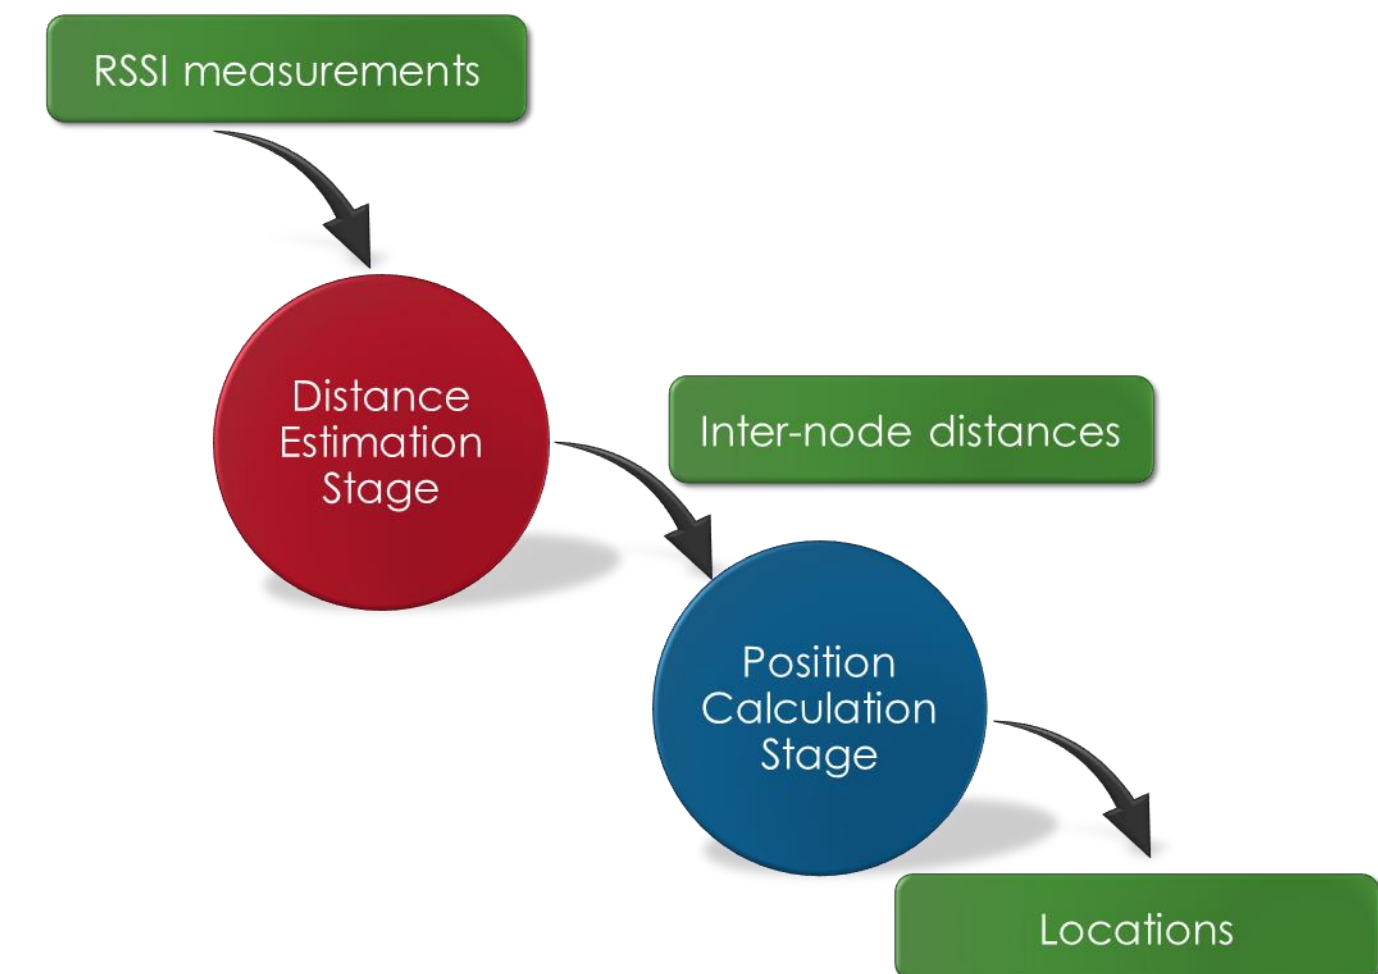 RSSI measurements
Distance
Estimation
Stage
Inter-node distances
Position
Calculation
Stage
Locations